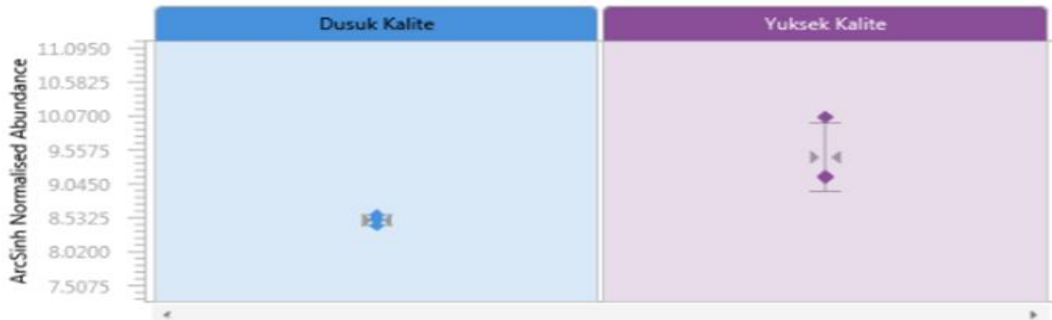 Dusuk Kalite
Yuksek Kalite
ArcSinh Normalised Abundance
11.0950
10.5825
10.0700
9.5575
9.0450
8.5325
8.0200
7.5075